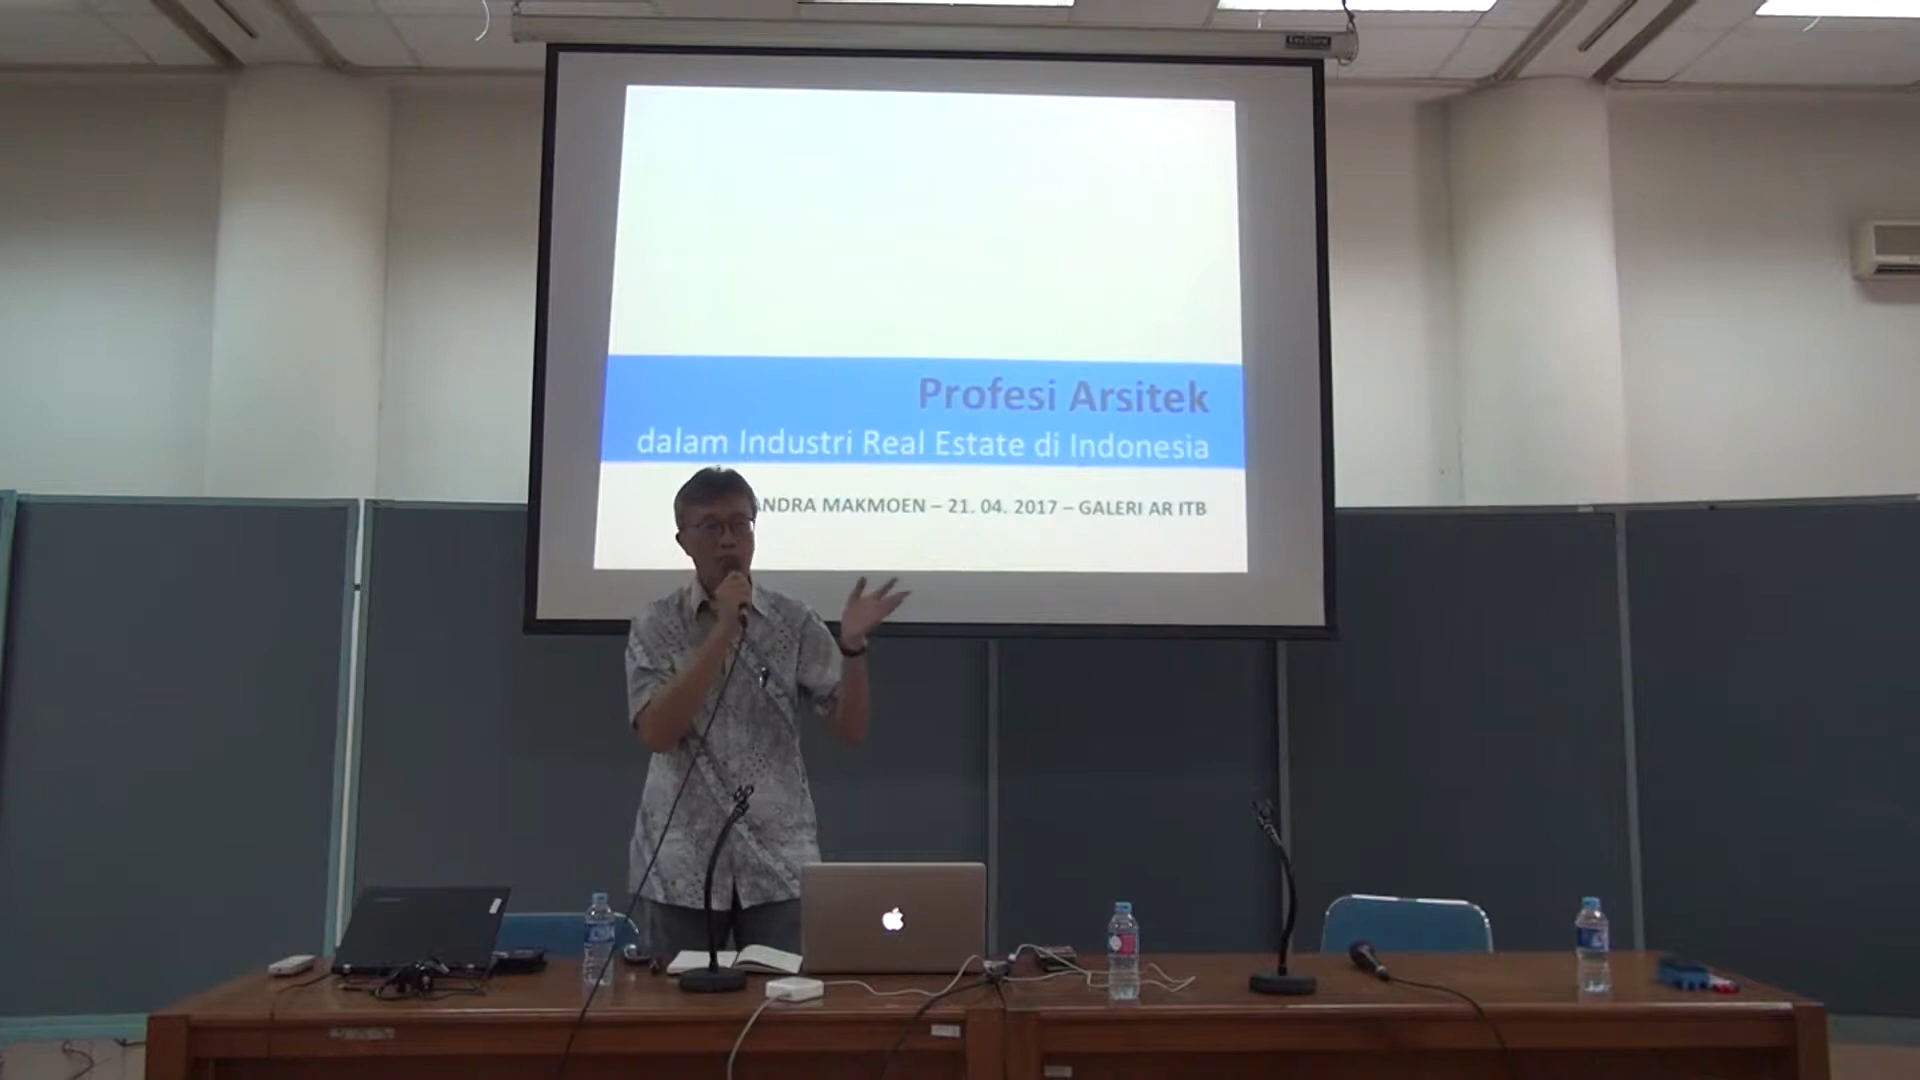 Profesi Arsitek
dalam Industri Real Estate di Indonesia
ANDRA MAKMOEN – 21. 04. 2017 – GALERI AR ITB